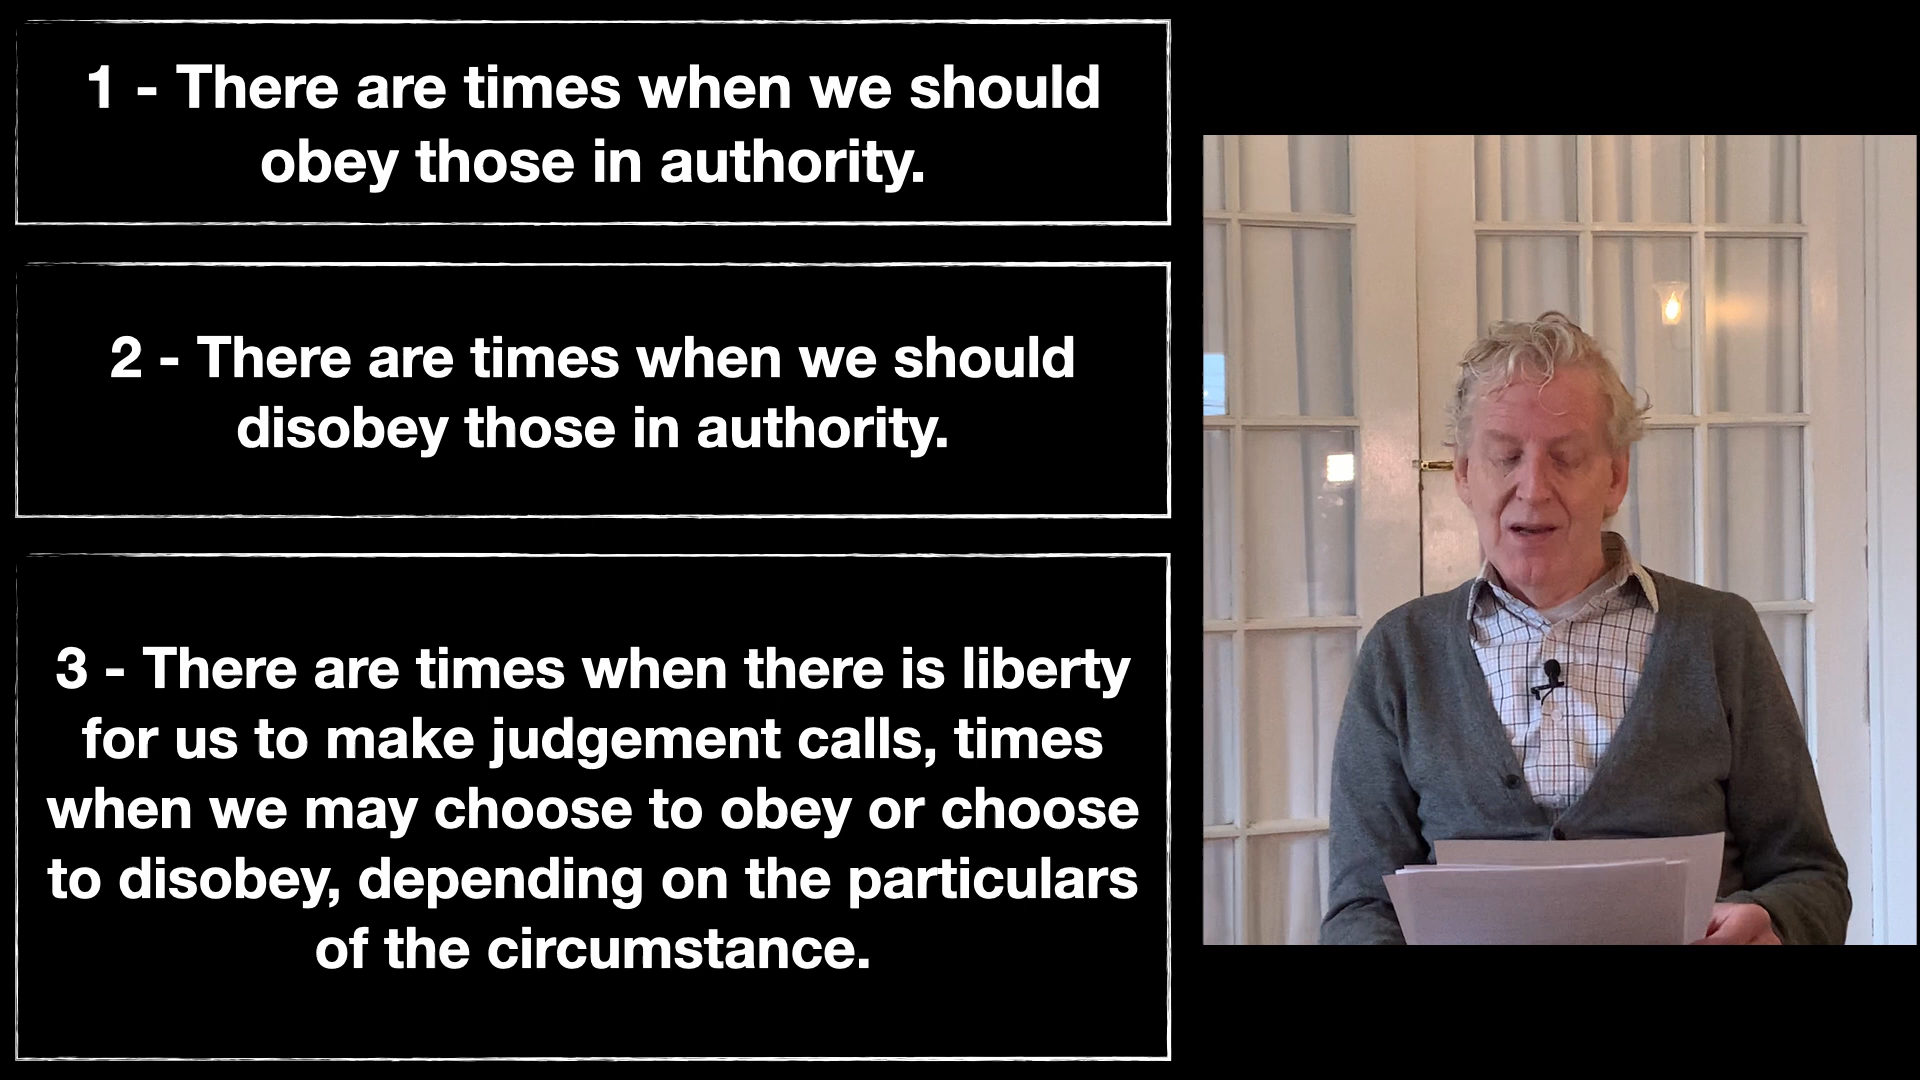 1 - There are times when we should
obey those in authority.
2 - There are times when we should
disobey those in authority.
3 - There are times when there is liberty
for us to make judgement calls, times
when we may choose to obey or choose
to disobey, depending on the particulars
of the circumstance.